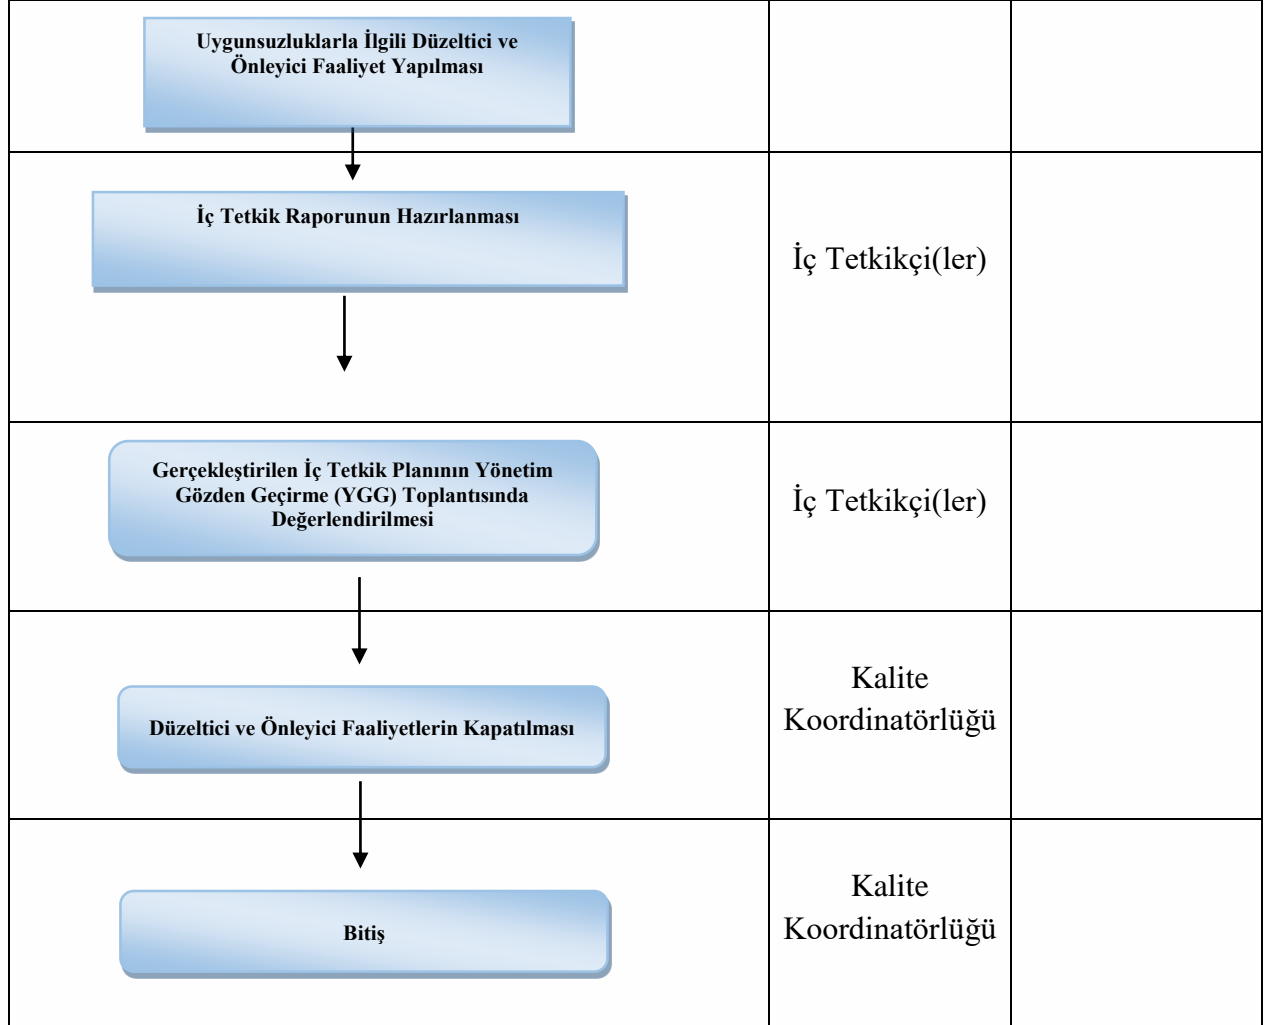 Uygunsuzluklarla İlgili Düzeltici ve
Önleyici Faaliyet Yapılması
İç Tetkik Raporunun Hazırlanması
İç Tetkikçi(ler)
Gerçekleştirilen İç Tetkik Planının Yönetim
Gözden Geçirme (YGG) Toplantısında
Değerlendirilmesi
İç Tetkikçi(ler)
Düzeltici ve Önleyici Faaliyetlerin Kapatılması
Kalite
Koordinatörlüğü
Bitiş
Kalite
Koordinatörlüğü